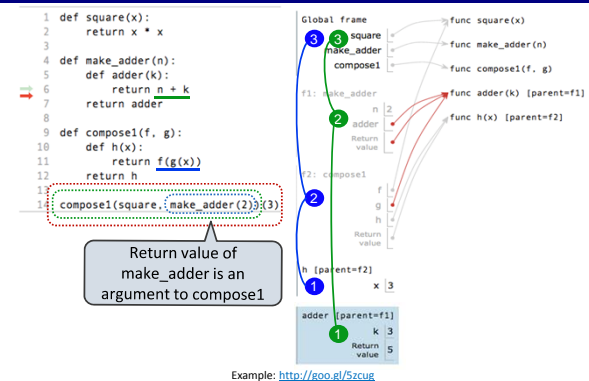 1 def square(x):
2 return x * x
3
4 def make_adder(n):
5 def adder(k):
6 return n + k
7 return adder
8
9 def compose1(f, g):
10 def h(x):
11 return f(g(x))
12 return h
13
14 compose1(square, make_adder(2))(3)
Return value of
make_adder is an
argument to compose1
Global frame
3 3 square
make_adder
compose1
func square(x)
func make_adder(n)
func compose1(f, g)
func adder(k) [parent=f1]
func h(x) [parent=f2]
f1: make_adder
n 2
2 adder
Return
value
f2: compose1
2 f
g
h
Return
value
h [parent=f2]
1 x 3
adder [parent=f1]
1 k 3
Return
value 5
Example: http://goo.gl/5zcug